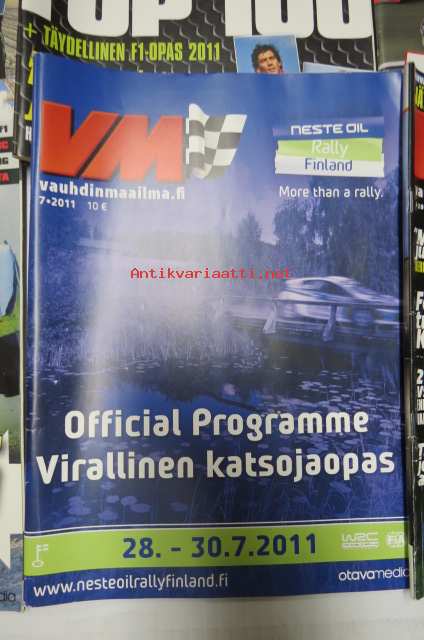 TOP 100
+ TÄYDELLINEN F1-OPAS 2011
VM
vauhdinmaailma.fi
7•2011 10 €
NESTE OIL
Rally
Finland
More than a rally.
Antikvariaatti.net
Official Programme
Virallinen katsojaopas
28. - 30.7.2011
WRC
FIA
www.nesteoilrallyfinland.fi
otavamedia